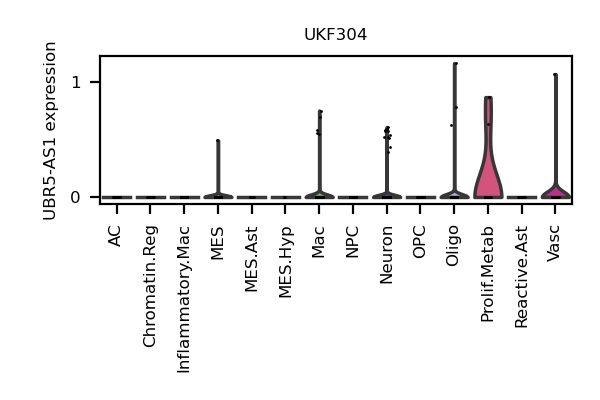 UKF304
UBR5-AS1 expression
1
0
AC
Chromatin.Reg
Inflammatory.Mac
MES
MES.Ast
MES.Hyp
Mac
NPC
Neuron
OPC
Oligo
Prolif.Metab
Reactive.Ast
Vasc